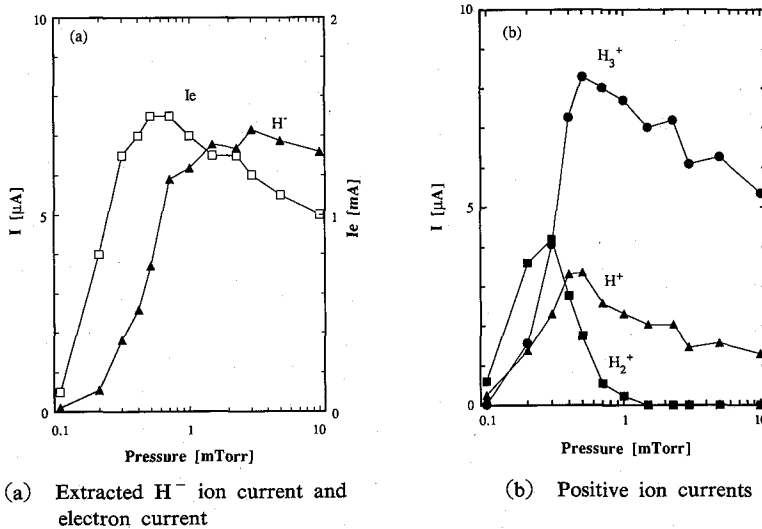 (a)
Ie
H⁻
10
5
0
I [μA]
2
1
0
Ie [mA]
0.1
1
10
Pressure [mTorr]
(a) Extracted H⁻ ion current and
electron current
(b)
H₃⁺
H⁺
H₂⁺
10
5
0
I [μA]
0.1
1
10
Pressure [mTorr]
(b) Positive ion currents